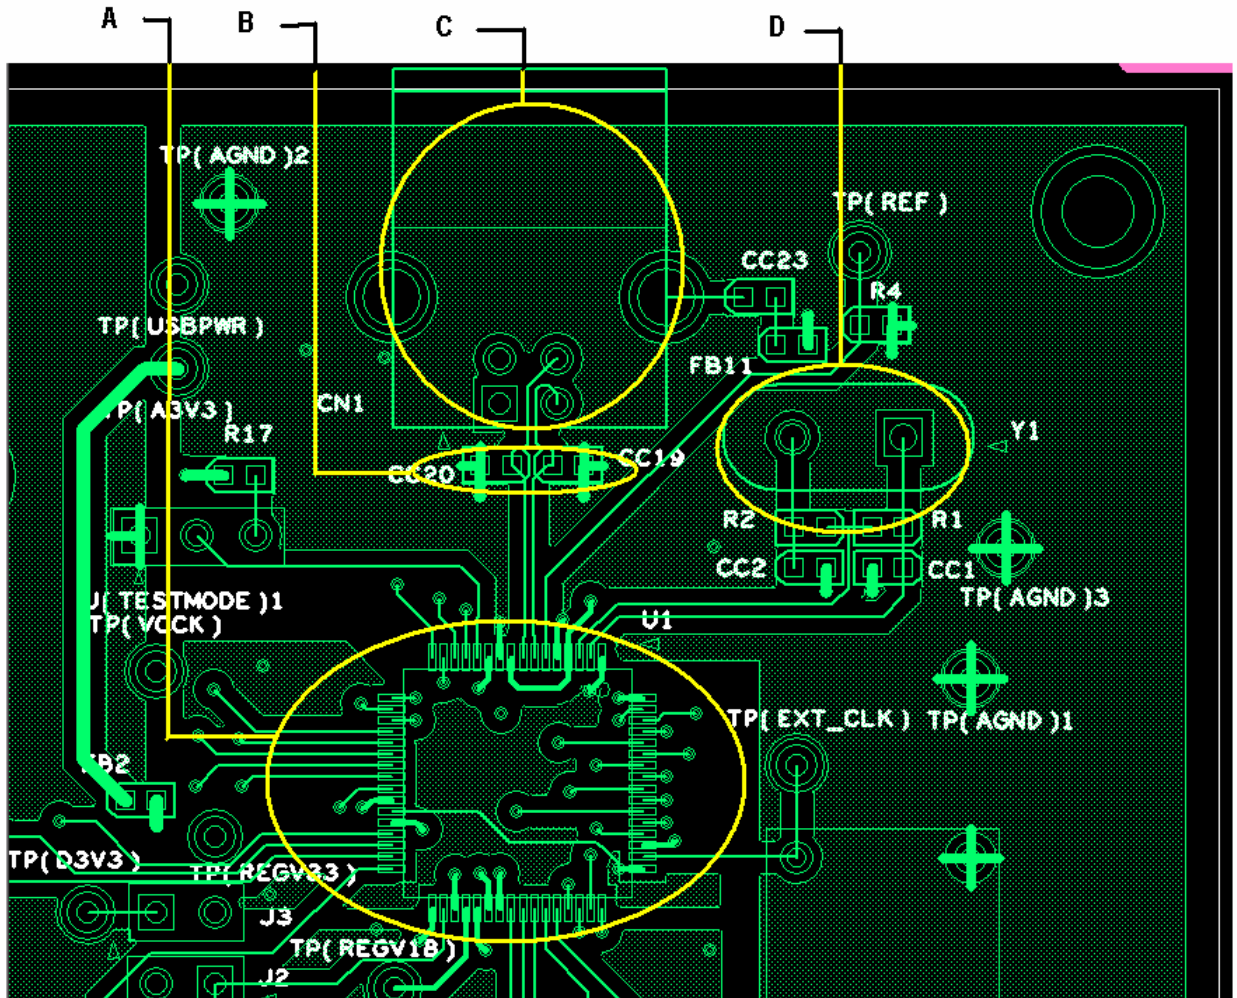 A B C D
TP( AGND )2
TP( REF )
CC23
R4
TP( USBPWR )
FB11
TP( A3V3 )
CN1
R17
Y1
CC20
CC19
R2
R1
CC2
CC1
TP( AGND )3
J( TESTMODE )1
TP( VCCK )
U1
TP( EXT_CLK )
TP( AGND )1
FB2
TP( D3V3 )
TP( REGV33 )
J3
TP( REGV18 )
J2